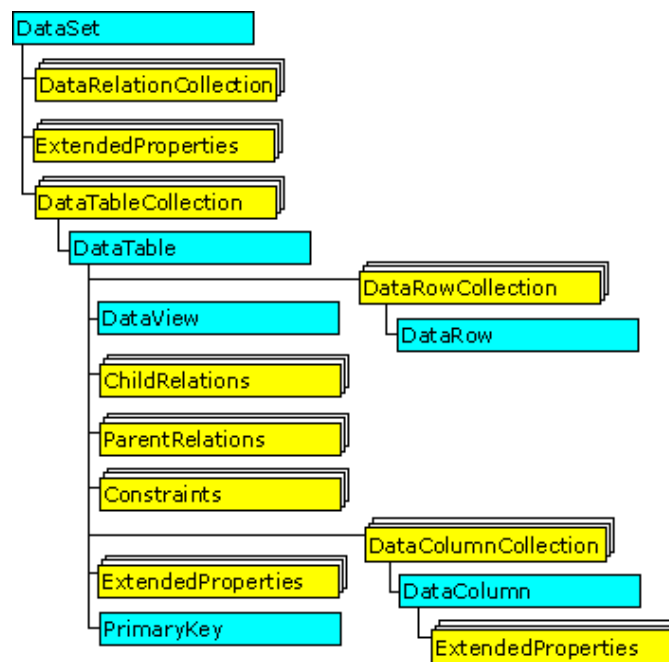 DataSet
DataRelationCollection
ExtendedProperties
DataTableCollection
DataTable
DataRowCollection
DataView
DataRow
ChildRelations
ParentRelations
Constraints
DataColumnCollection
ExtendedProperties
DataColumn
PrimaryKey
ExtendedProperties